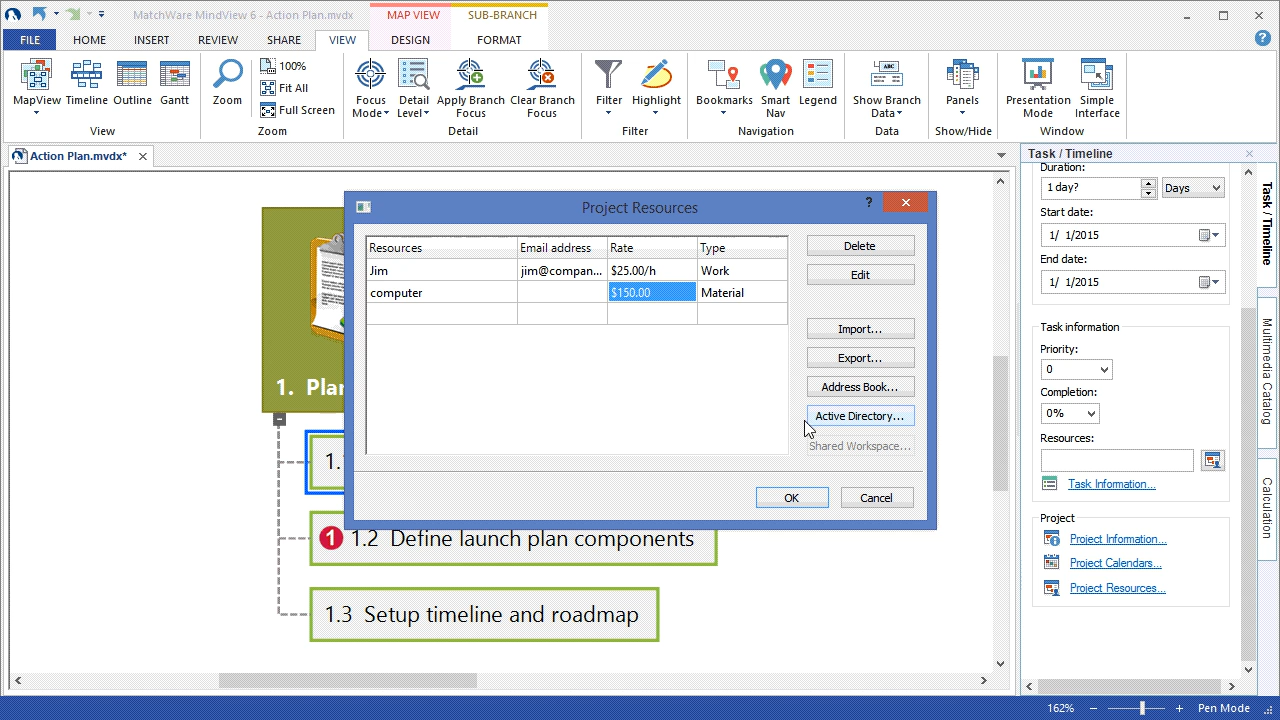 MatchWare MindView 6 - Action Plan.mvdx
MAP VIEW
SUB-BRANCH
FILE
HOME
INSERT
REVIEW
SHARE
VIEW
DESIGN
FORMAT
MapView
Timeline
Outline
Gantt
View
Zoom
100%
Fit All
Full Screen
Zoom
Focus Mode
Detail Level
Apply Branch Focus
Clear Branch Focus
Detail
Filter
Highlight
Filter
Bookmarks
Smart Nav
Legend
Navigation
Show Branch Data
ABC
Data
Panels
Show/Hide
Presentation Mode
Simple Interface
Window
Action Plan.mvdx*
1. Plan
1.
1 1.2 Define launch plan components
1.3 Setup timeline and roadmap
Project Resources
?
Resources Email address Rate Type
Jim jim@compan... $25.00/h Work
computer $150.00 Material
Delete
Edit
Import...
Export...
Address Book...
Active Directory...
Shared Workspace...
OK
Cancel
Task / Timeline
Duration:
1 day? Days
Start date:
1/ 1/2015
End date:
1/ 1/2015
Task information
Priority:
0
Completion:
0%
Resources:
Task Information...
Project
Project Information...
Project Calendars...
Project Resources...
Task / Timeline
Multimedia Catalog
Calculation
162%
Pen Mode